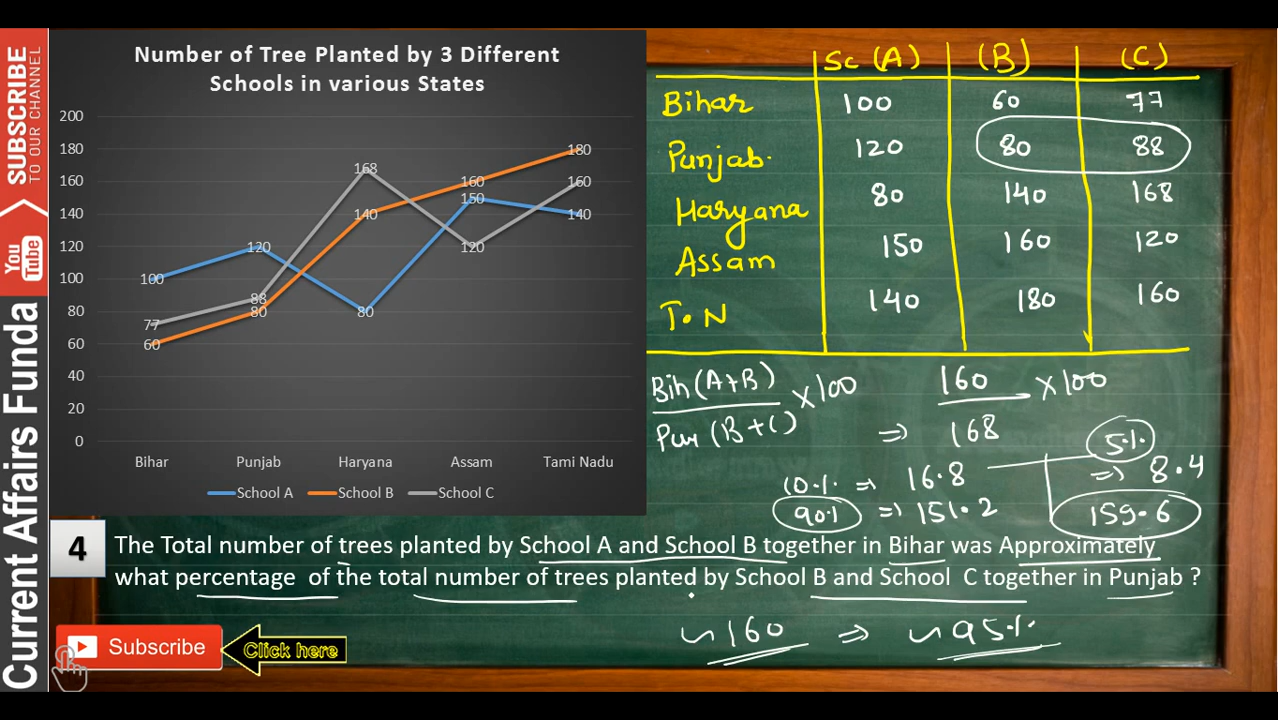 SUBSCRIBE
TO OUR CHANNEL
You
Tube
Current Affairs Funda
Number of Tree Planted by 3 Different
Schools in various States
200
180
160
140
120
100
80
60
40
20
0
100
120
80
150
140
60
80
140
160
180
77
88
168
120
160
Bihar Punjab Haryana Assam Tami Nadu
School A School B School C
Sc (A) (B) (C)
Bihar 100 60 77
Punjab. 120 80 88
Haryana 80 140 168
Assam 150 160 120
T.N 140 180 160
Bih (A+B) ×100 160 ×100
Pun (B+C) ⇒ 168
5.1.
10.1. ⇒ 16.8 ⇒ 8.4
90.1 ⇒ 151.2 159.6
4 The Total number of trees planted by School A and School B together in Bihar was Approximately
what percentage of the total number of trees planted by School B and School C together in Punjab ?
~160 ⇒ ~95.1.
Subscribe
Click here